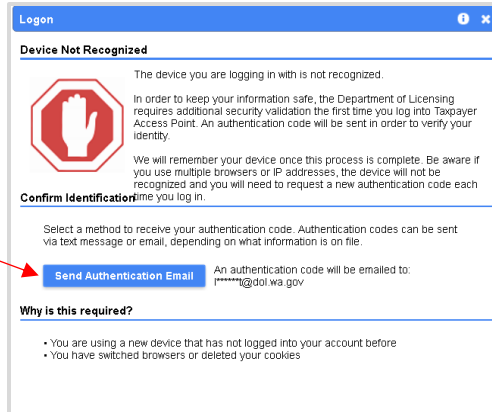 Logon
Device Not Recognized
The device you are logging in with is not recognized.
In order to keep your information safe, the Department of Licensing
requires additional security validation the first time you log into Taxpayer
Access Point. An authentication code will be sent in order to verify your
identity.
We will remember your device once this process is complete. Be aware if
you use multiple browsers or IP addresses, the device will not be
recognized and you will need to request a new authentication code each
time you log in.
Confirm Identification
Select a method to receive your authentication code. Authentication codes can be sent
via text message or email, depending on what information is on file.
Send Authentication Email
An authentication code will be emailed to:
l******t@dol.wa.gov
Why is this required?
• You are using a new device that has not logged into your account before
• You have switched browsers or deleted your cookies